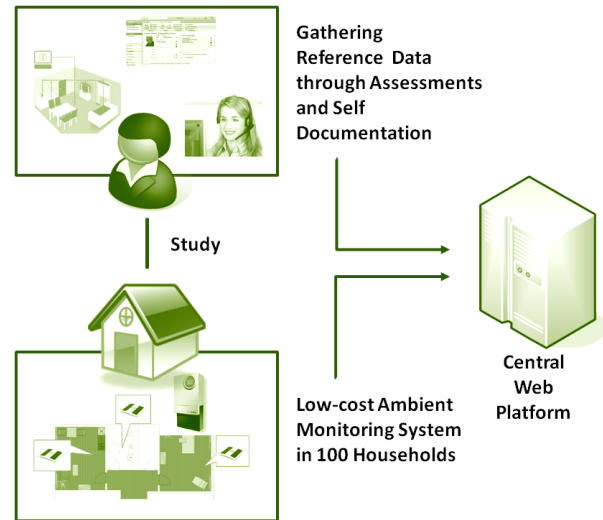 Gathering
Reference Data
through Assessments
and Self
Documentation
Study
Central
Web
Platform
Low-cost Ambient
Monitoring System
in 100 Households